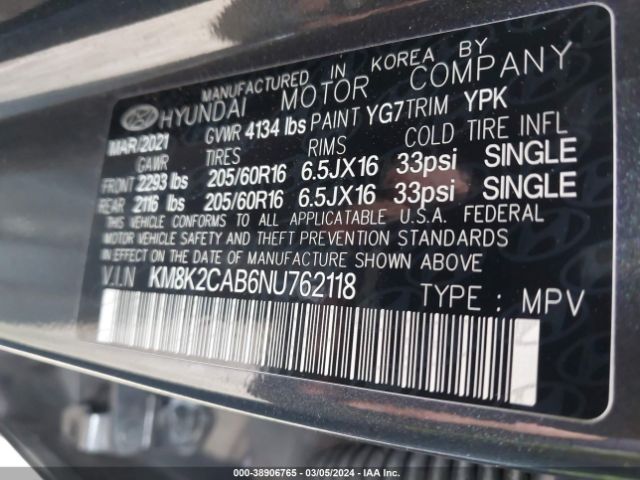 MANUFACTURED IN KOREA BY
HYUNDAI MOTOR COMPANY
MAR/2021 GVWR 4134 lbs PAINT YG7 TRIM YPK
GAWR TIRES RIMS COLD TIRE INFL
FRONT 2293 lbs 205/60R16 6.5JX16 33psi SINGLE
REAR 2116 lbs 205/60R16 6.5JX16 33psi SINGLE
THIS VEHICLE CONFORMS TO ALL APPLICATABLE U.S.A. FEDERAL
MOTOR VEHICLE SAFETY AND THEFT PREVENTION STANDARDS
IN EFFECT ON THE DATE OF MANUFACTURE SHOWN ABOVE.
V.I.N KM8K2CAB6NU762118 TYPE : MPV
000-38906765 — 03/05/2024 — IAA Inc.